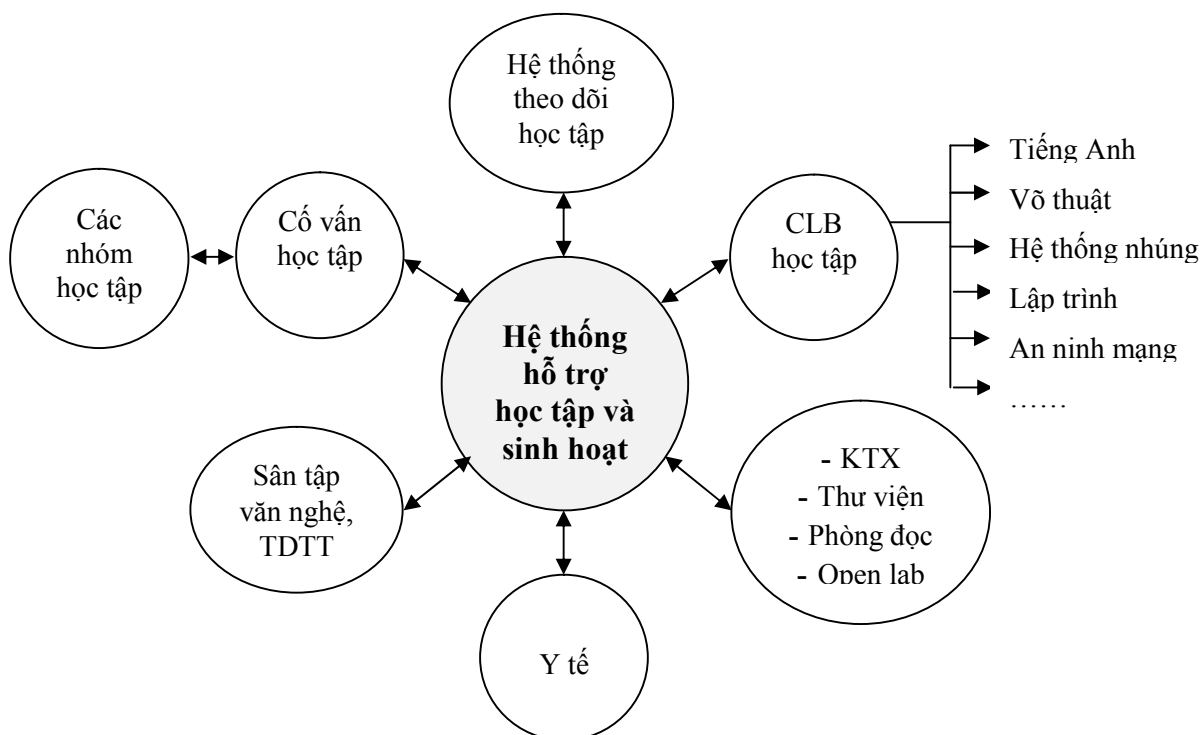 Hệ thống
theo dõi
học tập
Các
nhóm
học tập
Cố vấn
học tập
CLB
học tập
Tiếng Anh
Võ thuật
Hệ thống nhúng
Lập trình
An ninh mạng
……
Hệ thống
hỗ trợ
học tập và
sinh hoạt
Sân tập
văn nghệ,
TDTT
- KTX
- Thư viện
- Phòng đọc
- Open lab
Y tế